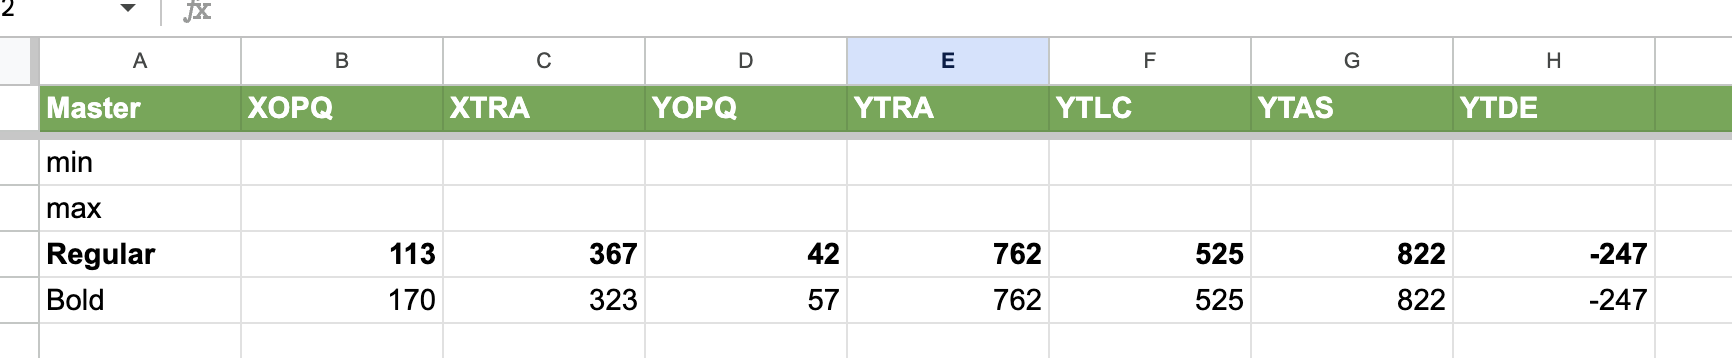 2 fx
A B C D E F G H
Master XOPQ XTRA YOPQ YTRA YTLC YTAS YTDE
min
max
Regular 113 367 42 762 525 822 -247
Bold 170 323 57 762 525 822 -247